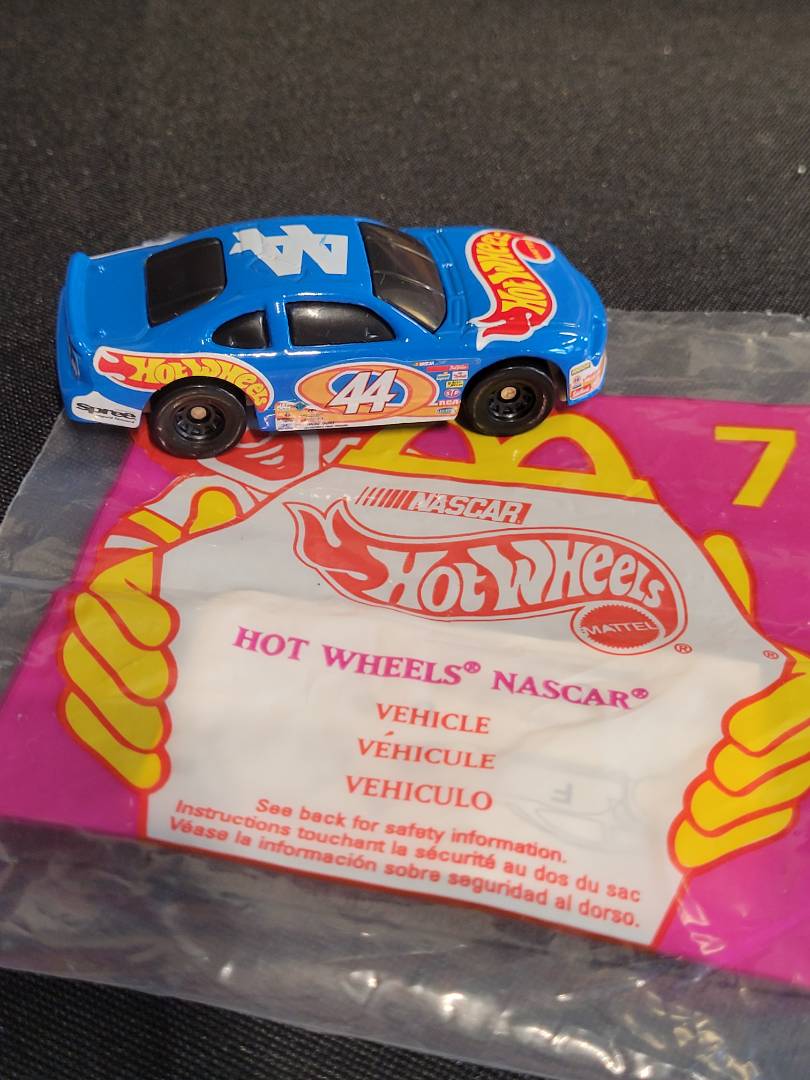 44
HOT WHEELS
HOT WHEELS
44
Spree
7
NASCAR
HOT WHEELS
MATTEL
®
®
HOT WHEELS® NASCAR®
VEHICLE
VÉHICULE
VEHICULO
See back for safety information.
Instructions touchant la sécurité au dos du sac
Véase la información sobre seguridad al dorso.